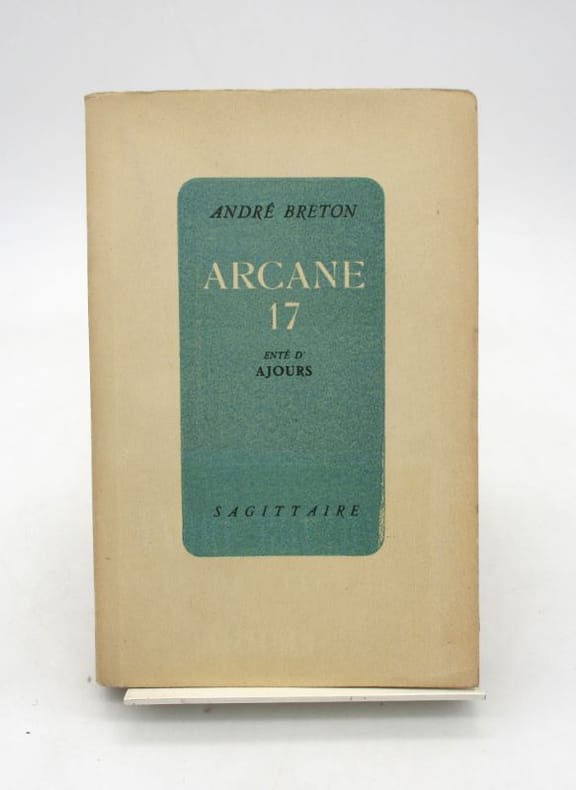 ANDRÉ BRETON
ARCANE
17
ENTÉ D'
AJOURS
SAGITTAIRE